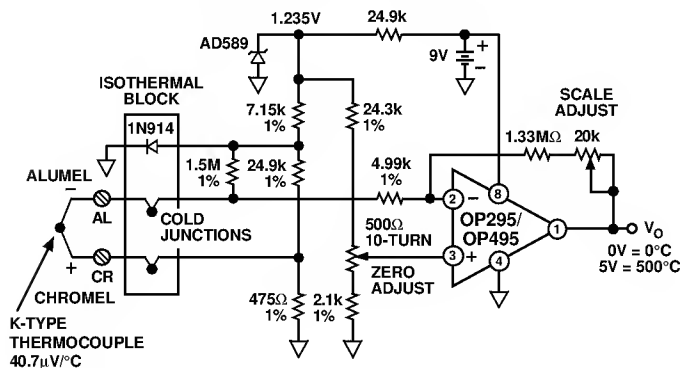 1.235V
24.9k
AD589
9V
+
−
ISOTHERMAL
BLOCK
1N914
7.15k
1%
24.3k
1%
SCALE
ADJUST
1.33MΩ
20k
1.5M
1%
24.9k
1%
4.99k
1%
ALUMEL
−
AL
COLD
JUNCTIONS
500Ω
10-TURN
ZERO
ADJUST
2
−
8
OP295/
OP495
3
+
4
1
VO
0V = 0°C
5V = 500°C
+
CR
CHROMEL
475Ω
1%
2.1k
1%
K-TYPE
THERMOCOUPLE
40.7μV/°C